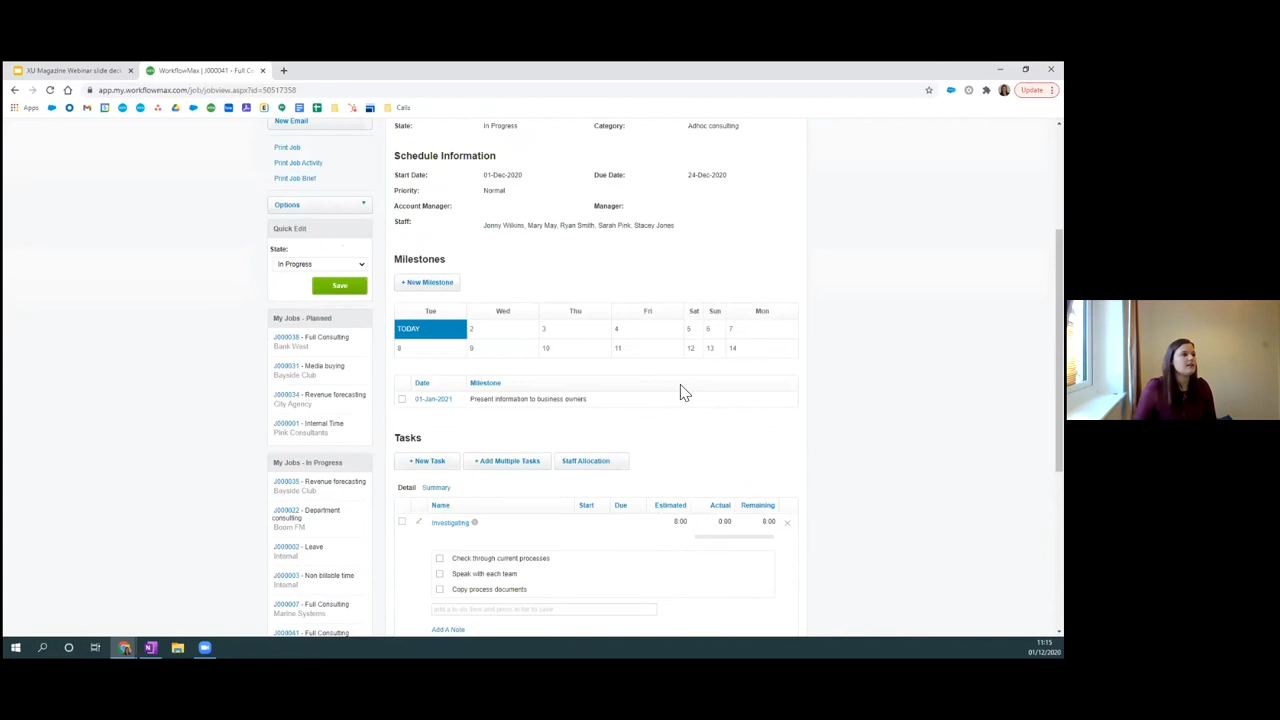 XU Magazine Webinar slide dec
WorkflowMax | J000041 - Full Co
app.my.workflowmax.com/job/jobview.aspx?id=50517358
Update
Apps
Calls
New Email
Print Job
Print Job Activity
Print Job Brief
Options
Quick Edit
State:
In Progress
Save
My Jobs - Planned
J000038 - Full Consulting
Bank West
J000031 - Media buying
Bayside Club
J000034 - Revenue forecasting
City Agency
J000001 - Internal Time
Pink Consultants
My Jobs - In Progress
J000035 - Revenue forecasting
Bayside Club
J000022 - Department consulting
Boom FM
J000002 - Leave
Internal
J000003 - Non billable time
Internal
J000007 - Full Consulting
Marine Systems
J000041 - Full Consulting
State: In Progress Category: Adhoc consulting
Schedule Information
Start Date: 01-Dec-2020 Due Date: 24-Dec-2020
Priority: Normal
Account Manager: Manager:
Staff: Jonny Wilkins, Mary May, Ryan Smith, Sarah Pink, Stacey Jones
Milestones
+ New Milestone
Tue Wed Thu Fri Sat Sun Mon
TODAY 2 3 4 5 6 7
8 9 10 11 12 13 14
Date Milestone
01-Jan-2021 Present information to business owners
Tasks
+ New Task + Add Multiple Tasks Staff Allocation
Detail Summary
Name Start Due Estimated Actual Remaining
Investigating 8:00 0:00 8:00
Check through current processes
Speak with each team
Copy process documents
add a to-do item and press enter to save
Add A Note
11:15
01/12/2020